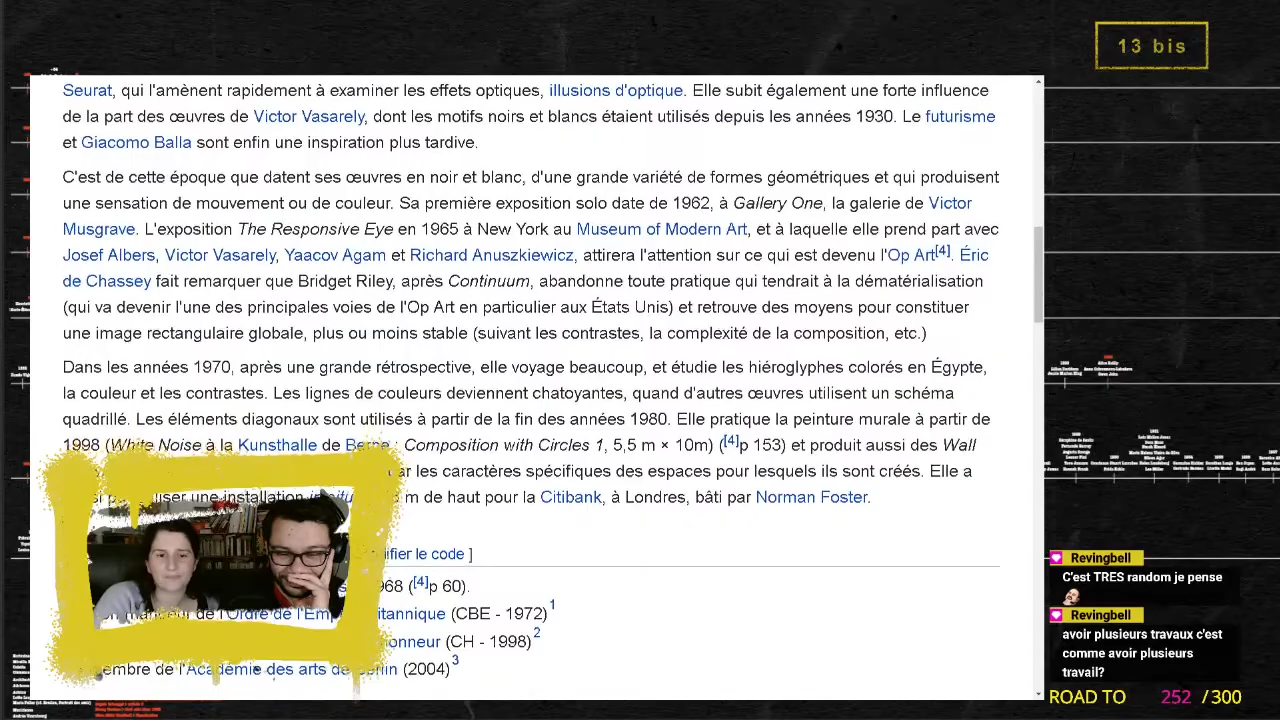 13 bis
Seurat, qui l'amènent rapidement à examiner les effets optiques, illusions d'optique. Elle subit également une forte influence
de la part des œuvres de Victor Vasarely, dont les motifs noirs et blancs étaient utilisés depuis les années 1930. Le futurisme
et Giacomo Balla sont enfin une inspiration plus tardive.
C'est de cette époque que datent ses œuvres en noir et blanc, d'une grande variété de formes géométriques et qui produisent
une sensation de mouvement ou de couleur. Sa première exposition solo date de 1962, à Gallery One, la galerie de Victor
Musgrave. L'exposition The Responsive Eye en 1965 à New York au Museum of Modern Art, et à laquelle elle prend part avec
Josef Albers, Victor Vasarely, Yaacov Agam et Richard Anuszkiewicz, attirera l'attention sur ce qui est devenu l'Op Art[4]. Éric
de Chassey fait remarquer que Bridget Riley, après Continuum, abandonne toute pratique qui tendrait à la dématérialisation
(qui va devenir l'une des principales voies de l'Op Art en particulier aux États Unis) et retrouve des moyens pour constituer
une image rectangulaire globale, plus ou moins stable (suivant les contrastes, la complexité de la composition, etc.)
Dans les années 1970, après une grande rétrospective, elle voyage beaucoup, et étudie les hiéroglyphes colorés en Égypte,
la couleur et les contrastes. Les lignes de couleurs deviennent chatoyantes, quand d'autres œuvres utilisent un schéma
quadrillé. Les éléments diagonaux sont utilisés à partir de la fin des années 1980. Elle pratique la peinture murale à partir de
1998 (White Noise à la Kunsthalle de Berne ; Composition with Circles 1, 5,5 m × 10m) ([4]p 153) et produit aussi des Wall
interactions spécifiques des espaces pour lesquels ils sont créés. Elle a
une installation m de haut pour la Citibank, à Londres, bâti par Norman Foster.
modifier le code ]
1968 ([4]p 60).
de l'Ordre de l'Empire britannique (CBE - 1972) 1
honneur (CH - 1998) 2
membre de l'Académie des arts de Berlin (2004) 3
Revingbell
C'est TRES random je pense
Revingbell
avoir plusieurs travaux c'est
comme avoir plusieurs
travail?
ROAD TO 252 / 300